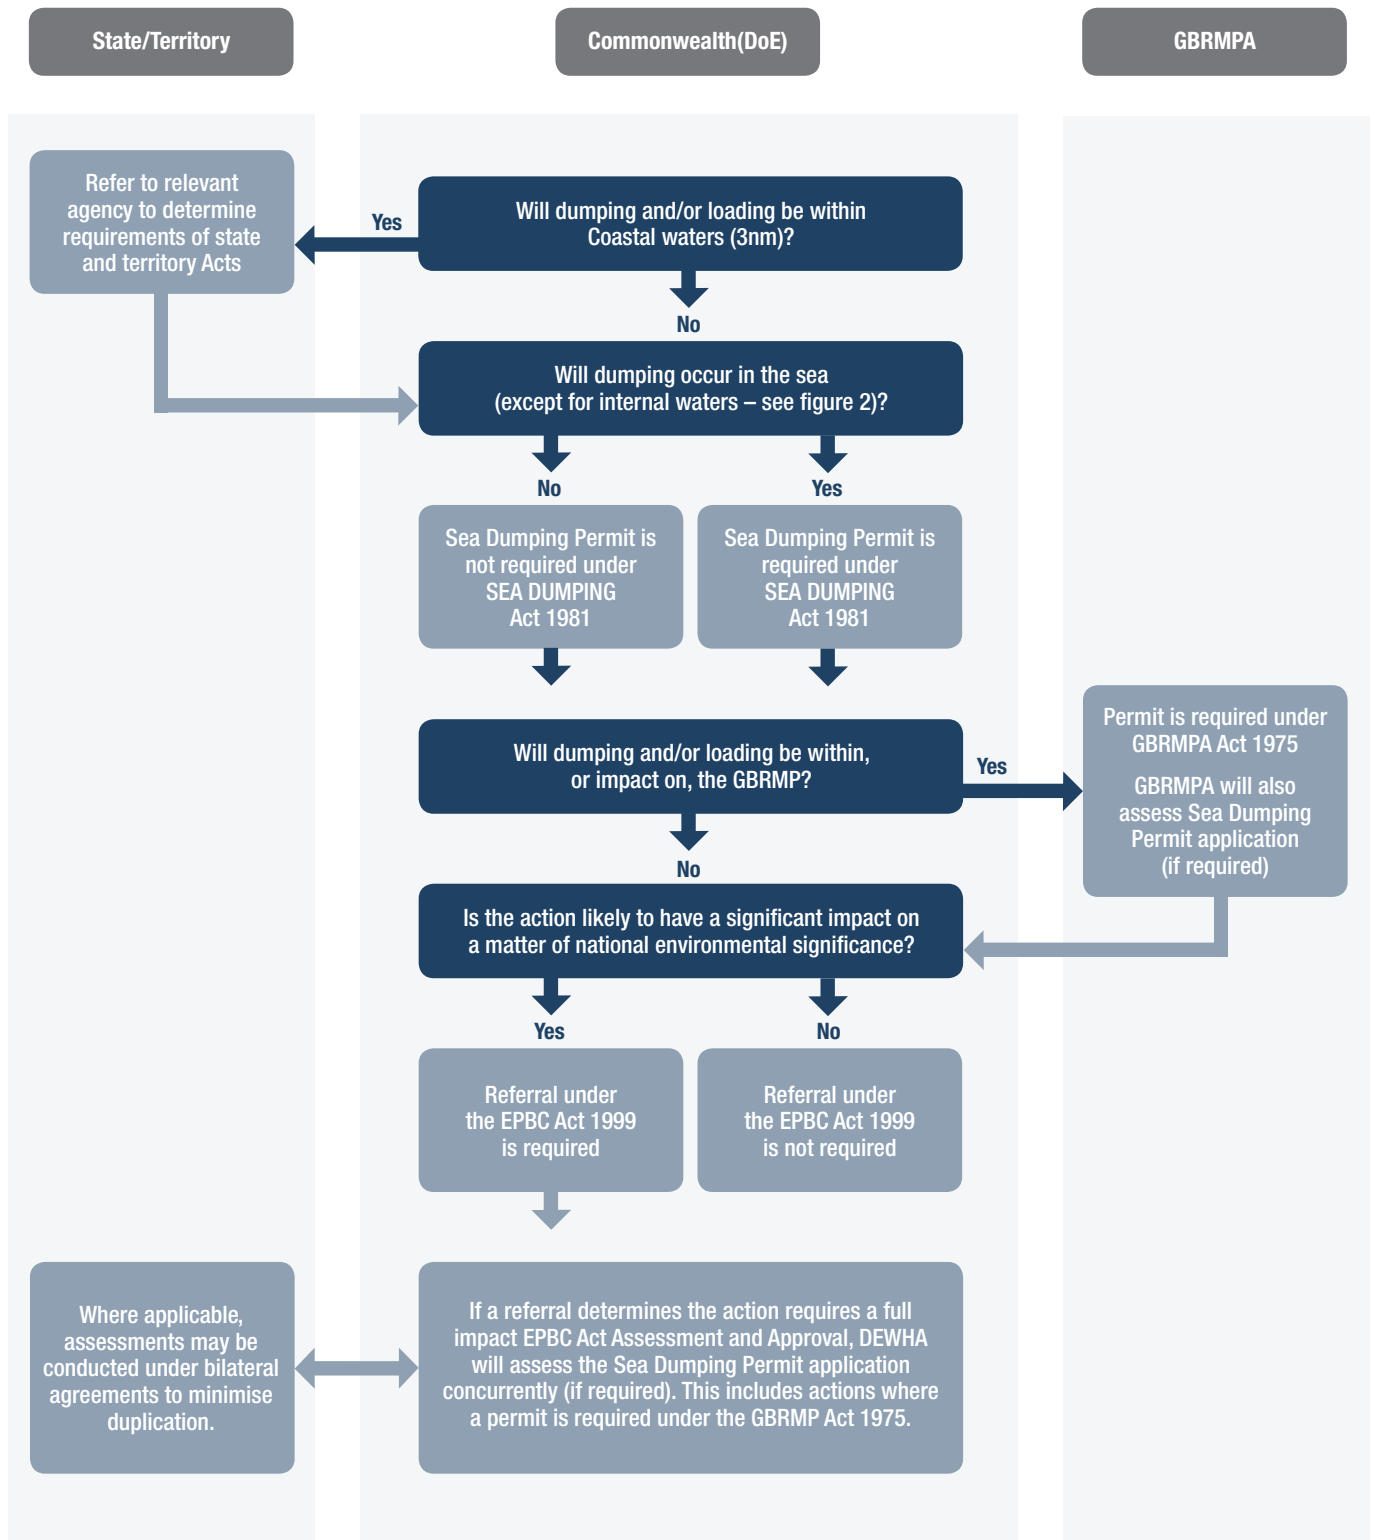 State/Territory
Commonwealth(DoE)
GBRMPA
Refer to relevant
agency to determine
requirements of state
and territory Acts
Yes
Will dumping and/or loading be within
Coastal waters (3nm)?
No
Will dumping occur in the sea
(except for internal waters – see figure 2)?
No
Yes
Sea Dumping Permit is
not required under
SEA DUMPING
Act 1981
Sea Dumping Permit is
required under
SEA DUMPING
Act 1981
Will dumping and/or loading be within,
or impact on, the GBRMP?
Yes
Permit is required under
GBRMPA Act 1975
GBRMPA will also
assess Sea Dumping
Permit application
(if required)
No
Is the action likely to have a significant impact on
a matter of national environmental significance?
Yes
No
Referral under
the EPBC Act 1999
is required
Referral under
the EPBC Act 1999
is not required
Where applicable,
assessments may be
conducted under bilateral
agreements to minimise
duplication.
If a referral determines the action requires a full
impact EPBC Act Assessment and Approval, DEWHA
will assess the Sea Dumping Permit application
concurrently (if required). This includes actions where
a permit is required under the GBRMP Act 1975.